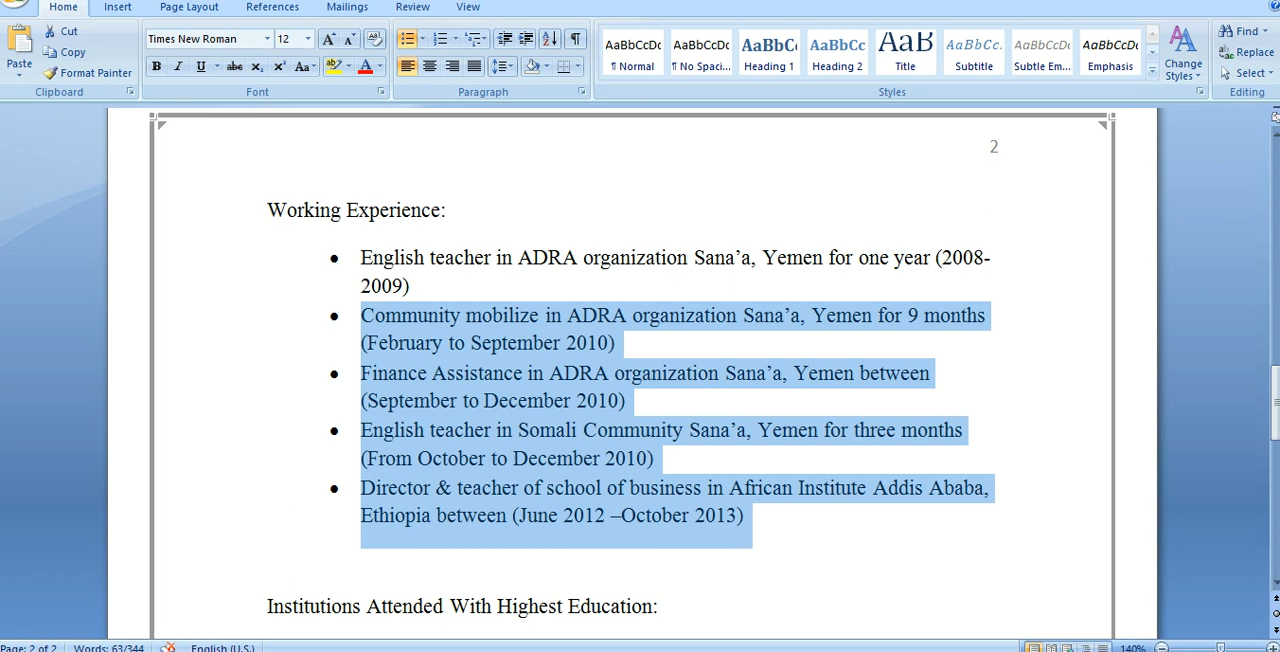 Home Insert Page Layout References Mailings Review View
Cut
Copy
Format Painter
Paste
Clipboard
Times New Roman 12
Font
Paragraph
AaBbCcDc AaBbCcDc AaBbC AaBbCc AaB AaBbCc. AaBbCcDc AaBbCcDc
¶ Normal ¶ No Spaci... Heading 1 Heading 2 Title Subtitle Subtle Em... Emphasis
Change Styles
Styles
Find
Replace
Select
Editing
2
Working Experience:
• English teacher in ADRA organization Sana’a, Yemen for one year (2008-
2009)
• Community mobilize in ADRA organization Sana’a, Yemen for 9 months
(February to September 2010)
• Finance Assistance in ADRA organization Sana’a, Yemen between
(September to December 2010)
• English teacher in Somali Community Sana’a, Yemen for three months
(From October to December 2010)
• Director & teacher of school of business in African Institute Addis Ababa,
Ethiopia between (June 2012 –October 2013)
Institutions Attended With Highest Education:
Page: 2 of 2 Words: 63/344 English (U.S.) 140%